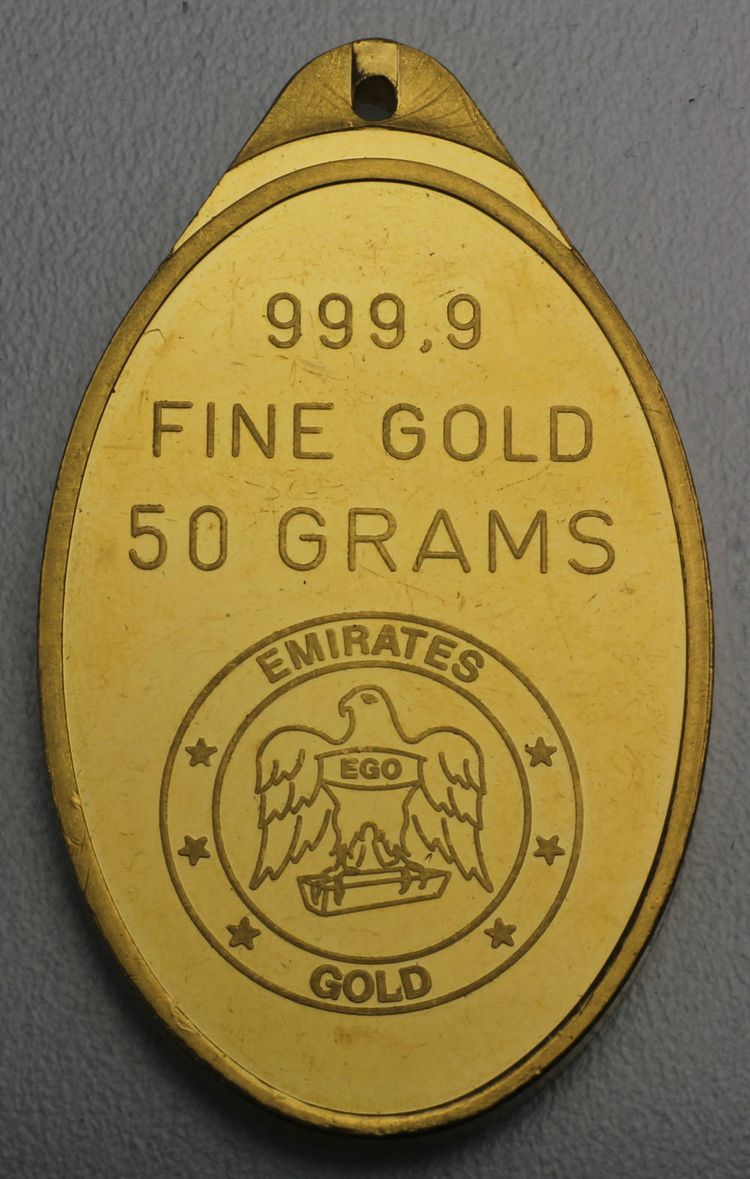 999,9
FINE GOLD
50 GRAMS
EMIRATES
EGO
GOLD